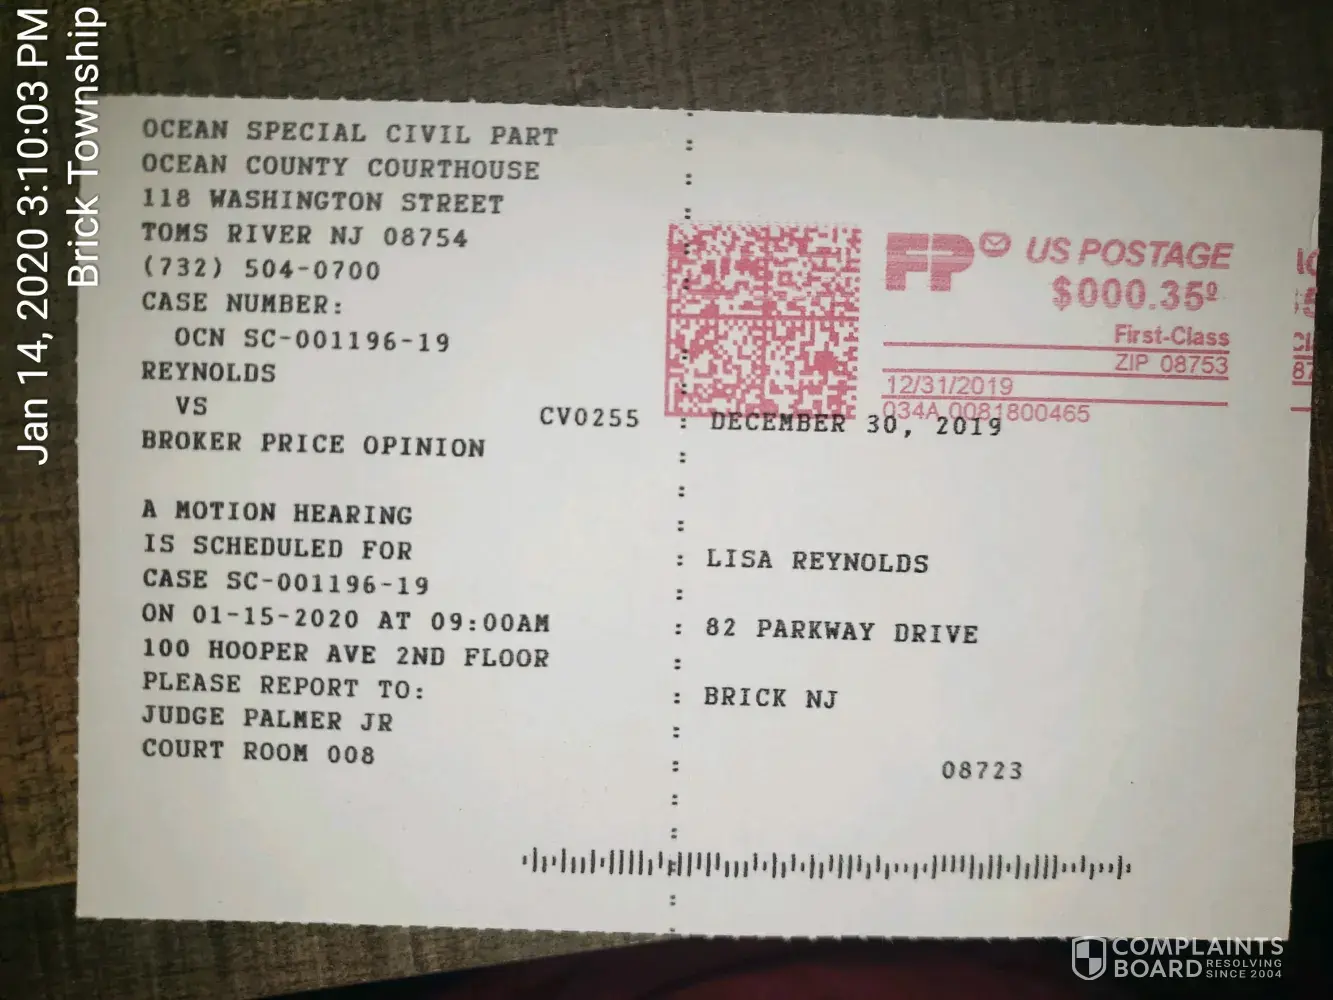 Jan 14, 2020 3:10:03 PM
Brick Township
OCEAN SPECIAL CIVIL PART
OCEAN COUNTY COURTHOUSE
118 WASHINGTON STREET
TOMS RIVER NJ 08754
(732) 504-0700
CASE NUMBER:
OCN SC-001196-19
REYNOLDS
VS
CV0255
BROKER PRICE OPINION
A MOTION HEARING
IS SCHEDULED FOR
CASE SC-001196-19
ON 01-15-2020 AT 09:00AM
100 HOOPER AVE 2ND FLOOR
PLEASE REPORT TO:
JUDGE PALMER JR
COURT ROOM 008
FP US POSTAGE
$000.35⁰
First-Class
ZIP 08753
12/31/2019
034A 0081800465
DECEMBER 30, 2019
LISA REYNOLDS
82 PARKWAY DRIVE
BRICK NJ
08723
COMPLAINTS
BOARD RESOLVING
SINCE 2004